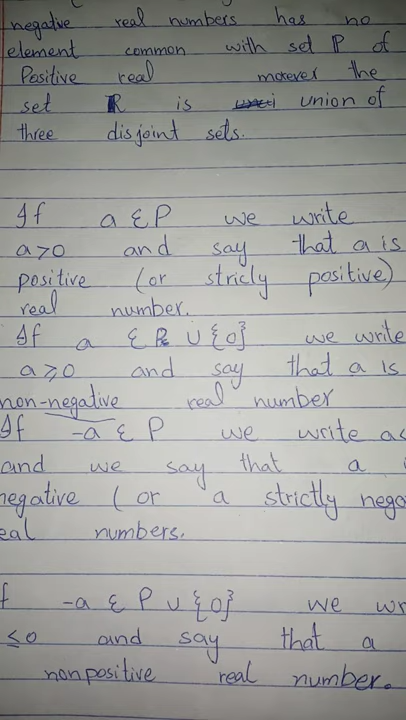 negative real numbers has no
element common with set P of
Positive real morever the
set R is union of
three disjoint sets.
If a ε P we write
a>0 and say that a is
positive (or stricly positive)
real number.
If a ε P ∪ {0} we write
a≥0 and say that a is
non-negative real number
If -a ε P we write a<
and we say that a i
negative (or a strictly nega
eal numbers.
f -a ε P ∪ {0} we wr
≤0 and say that a
nonpositive real number.